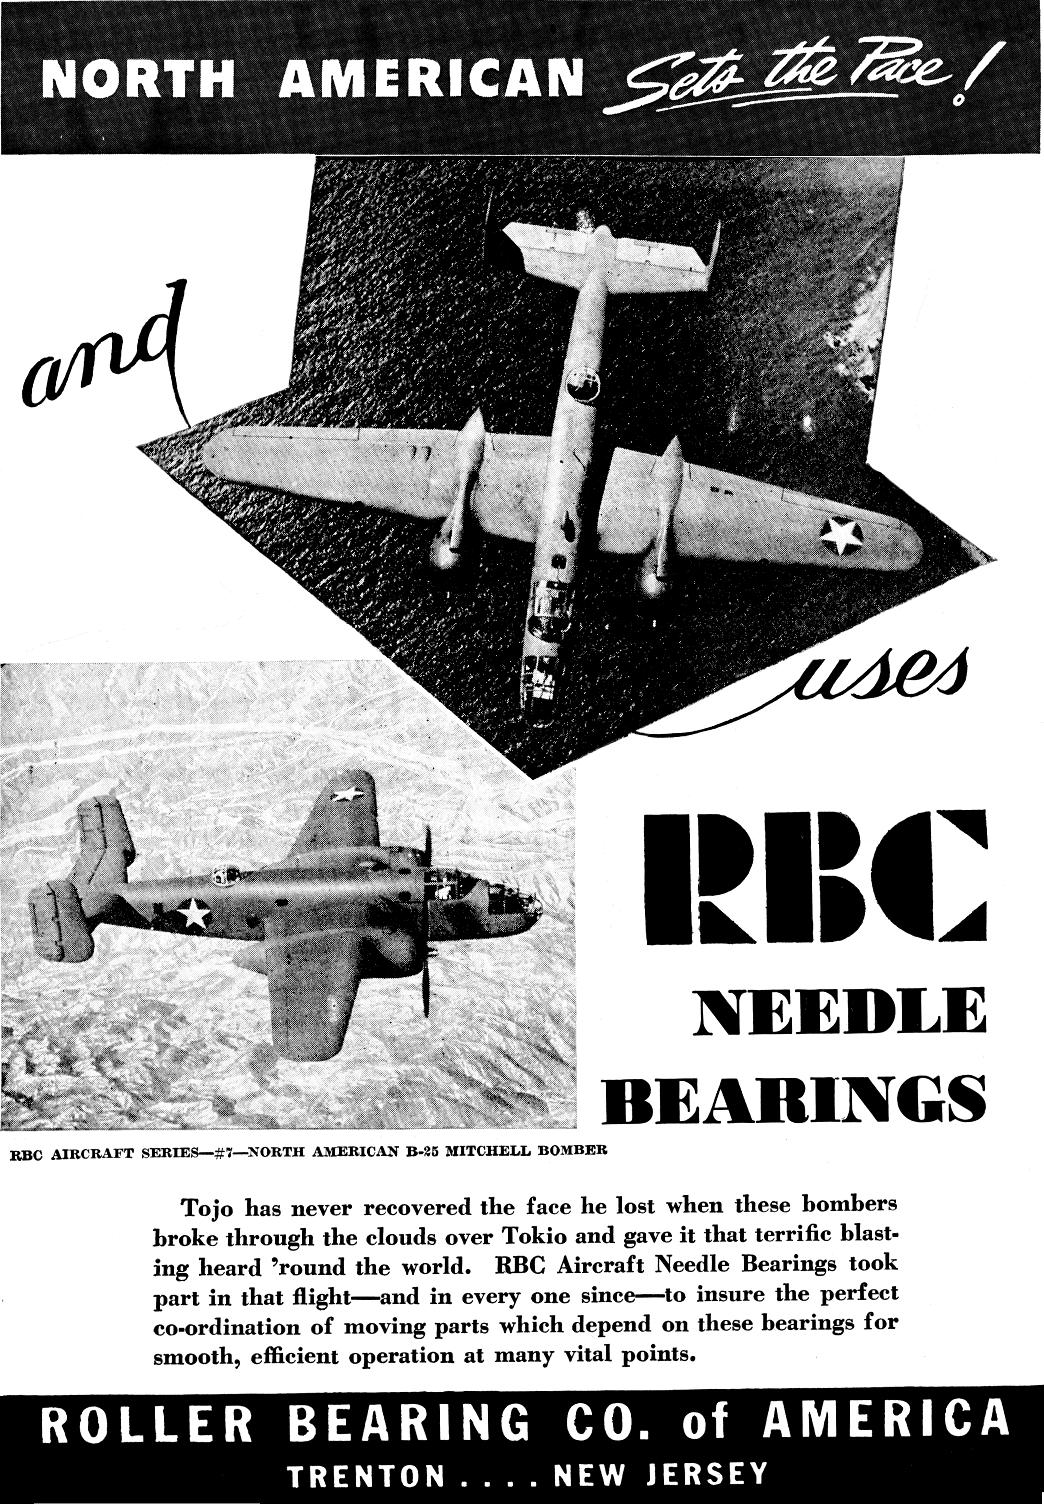 NORTH AMERICAN Sets the Pace!
and
uses
RBC
NEEDLE
BEARINGS
RBC AIRCRAFT SERIES—#7—NORTH AMERICAN B-25 MITCHELL BOMBER
Tojo has never recovered the face he lost when these bombers
broke through the clouds over Tokio and gave it that terrific blast-
ing heard ’round the world. RBC Aircraft Needle Bearings took
part in that flight—and in every one since—to insure the perfect
co-ordination of moving parts which depend on these bearings for
smooth, efficient operation at many vital points.
ROLLER BEARING CO. of AMERICA
TRENTON .... NEW JERSEY